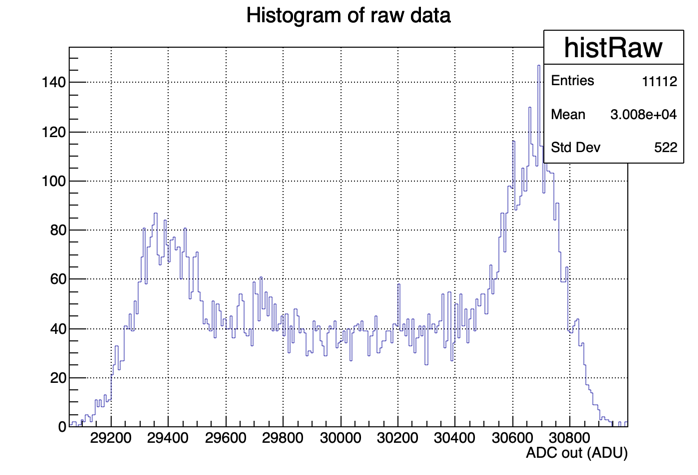 Histogram of raw data
histRaw
Entries 11112
Mean 3.008e+04
Std Dev 522
140
120
100
80
60
40
20
0
29200 29400 29600 29800 30000 30200 30400 30600 30800
ADC out (ADU)